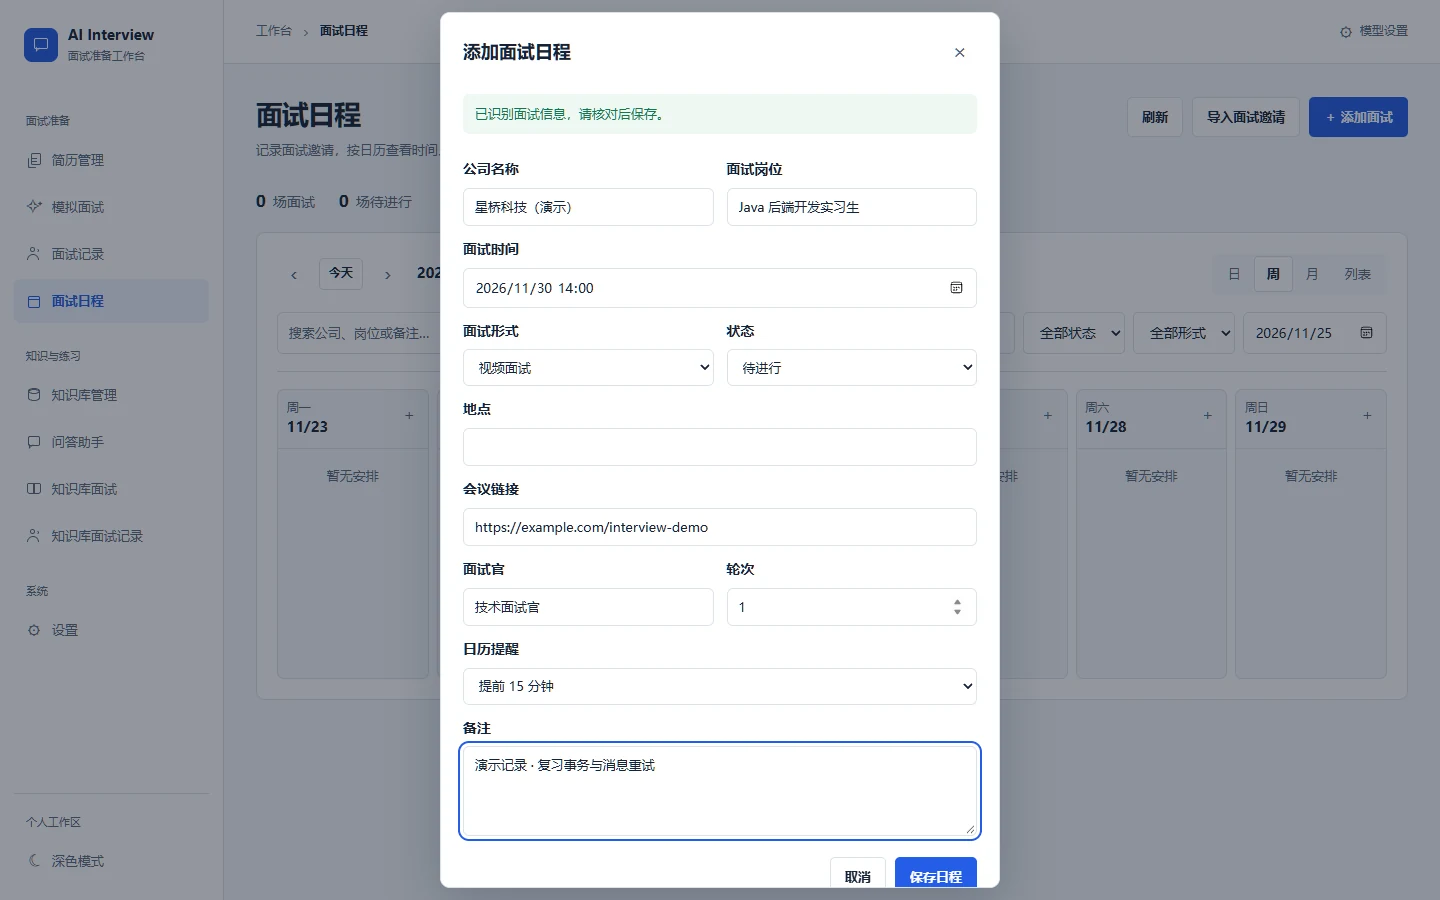 AI Interview
面试准备工作台
面试准备
简历管理
模拟面试
面试记录
面试日程
知识与练习
知识库管理
问答助手
知识库面试
知识库面试记录
系统
设置
个人工作区
深色模式
工作台 › 面试日程
模型设置
面试日程
记录面试邀请，按日历查看时间
刷新
导入面试邀请
+ 添加面试
0 场面试 0 场待进行
‹ 今天 › 202
日 周 月 列表
搜索公司、岗位或备注...
全部状态
全部形式
2026/11/25
周一
11/23
暂无安排
周六
11/28
暂无安排
周日
11/29
暂无安排
添加面试日程
×
已识别面试信息，请核对后保存。
公司名称
星桥科技（演示）
面试岗位
Java 后端开发实习生
面试时间
2026/11/30 14:00
面试形式
视频面试
状态
待进行
地点
会议链接
https://example.com/interview-demo
面试官
技术面试官
轮次
1
日历提醒
提前 15 分钟
备注
演示记录 · 复习事务与消息重试
取消
保存日程